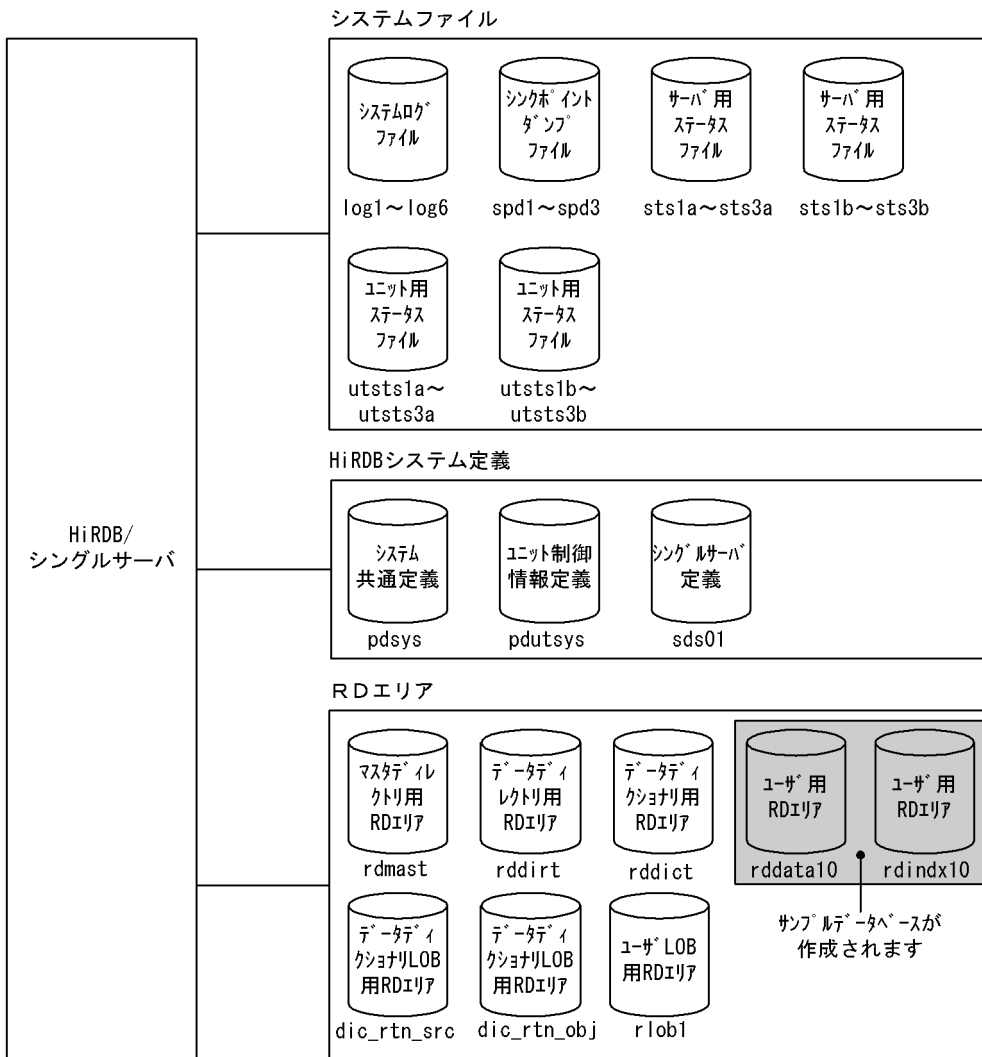 システムファイル
システムログ
ファイル
シンクポイント
ダンプ
ファイル
サーバ用
ステータス
ファイル
サーバ用
ステータス
ファイル
log1～log6
spd1～spd3
sts1a～sts3a
sts1b～sts3b
ユニット用
ステータス
ファイル
ユニット用
ステータス
ファイル
utsts1a～
utsts3a
utsts1b～
utsts3b
HiRDBシステム定義
HiRDB/
シングルサーバ
システム
共通定義
ユニット制御
情報定義
シングルサーバ
定義
pdsys
pdutsys
sds01
ＲＤエリア
マスタディレ
クトリ用
RDエリア
データディ
レクトリ用
RDエリア
データディ
クショナリ用
RDエリア
ユーザ用
RDエリア
ユーザ用
RDエリア
rdmast
rddirt
rddict
rddata10
rdindx10
データディ
クショナリLOB
用RDエリア
データディ
クショナリLOB
用RDエリア
ユーザLOB
用RDエリア
サンプルデータベースが
作成されます
dic_rtn_src
dic_rtn_obj
rlob1